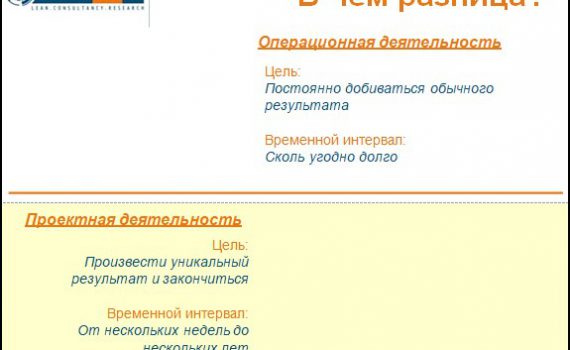 LEAN.CONSULTANCY.RESEARCH
В чем разница?
Операционная деятельность
Цель:
Постоянно добиваться обычного
результата
Временной интервал:
Сколь угодно долго
Проектная деятельность
Цель:
Произвести уникальный
результат и закончиться
Временной интервал:
От нескольких недель до
нескольких лет